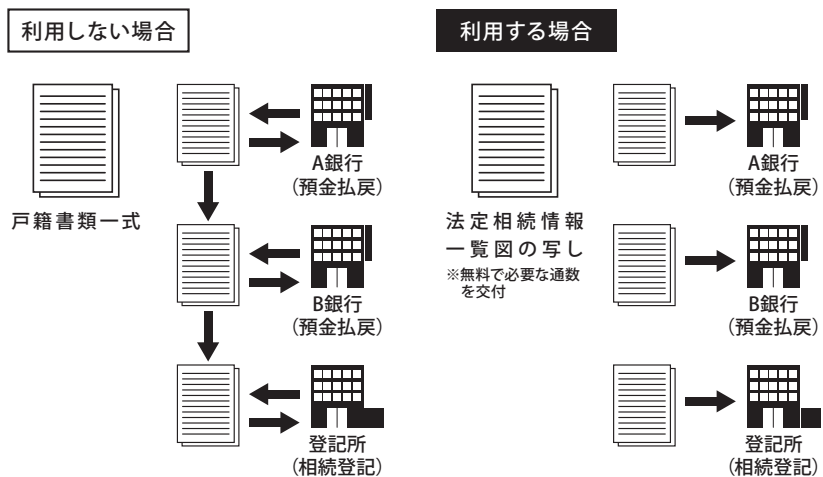 利用しない場合
戸籍書類一式
A銀行
(預金払戻)
B銀行
(預金払戻)
登記所
(相続登記)
利用する場合
法定相続情報
一覧図の写し
※無料で必要な通数
を交付
A銀行
(預金払戻)
B銀行
(預金払戻)
登記所
(相続登記)